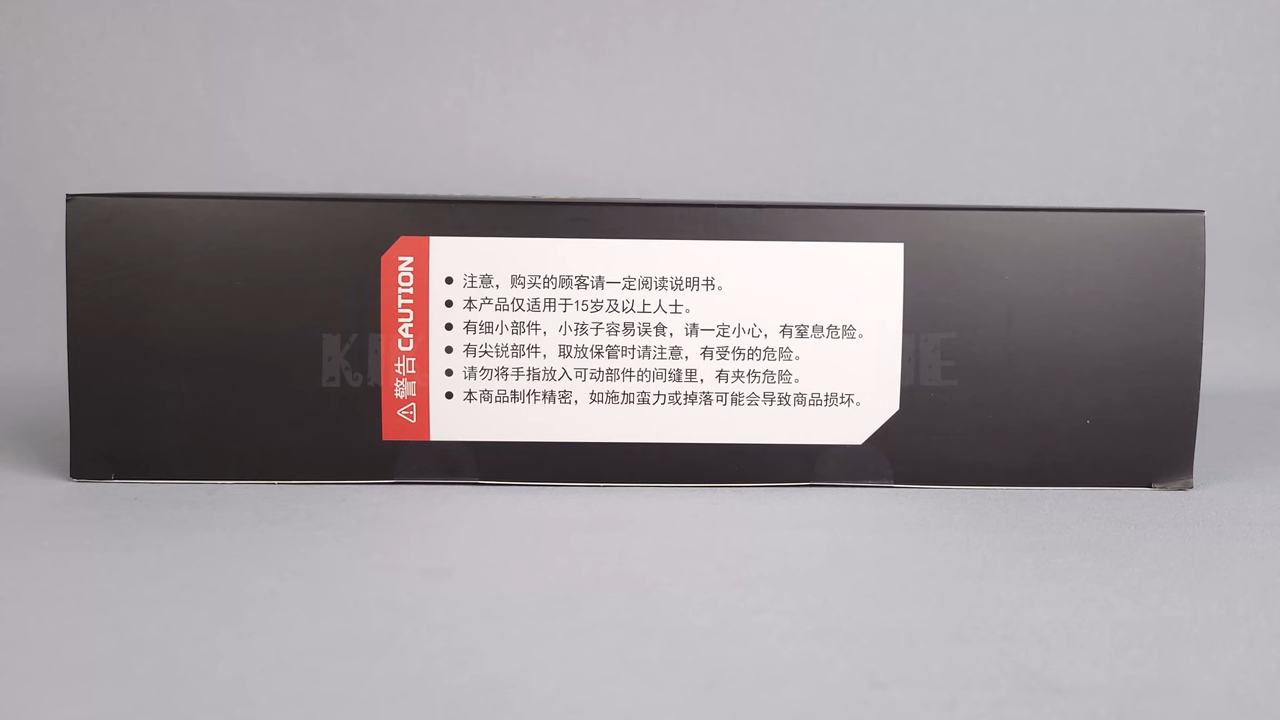 ⚠警告 CAUTION
● 注意，购买的顾客请一定阅读说明书。
● 本产品仅适用于15岁及以上人士。
● 有细小部件，小孩子容易误食，请一定小心，有窒息危险。
● 有尖锐部件，取放保管时请注意，有受伤的危险。
● 请勿将手指放入可动部件的间缝里，有夹伤危险。
● 本商品制作精密，如施加蛮力或掉落可能会导致商品损坏。